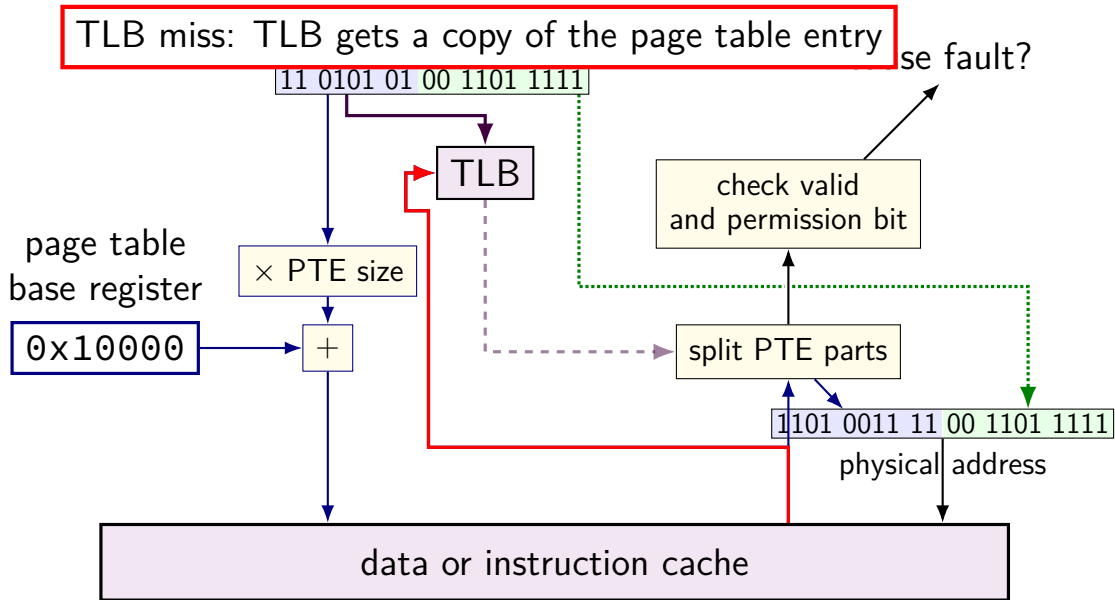 TLB miss: TLB gets a copy of the page table entry
fault?
11 0101 01 00 1101 1111
TLB
check valid
and permission bit
page table
base register
× PTE size
0x10000
+
split PTE parts
1101 0011 11 00 1101 1111
physical address
data or instruction cache